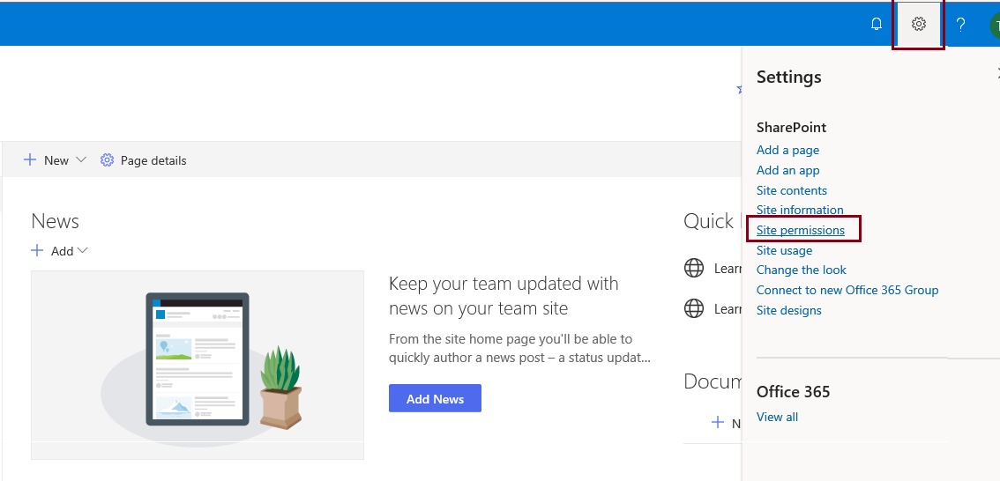 ?
Settings
SharePoint
Add a page
Add an app
Site contents
Site information
Site permissions
Site usage
Change the look
Connect to new Office 365 Group
Site designs
Office 365
View all
New
Page details
News
Add
Keep your team updated with
news on your team site
From the site home page you'll be able to
quickly author a news post – a status updat...
Add News
Quick